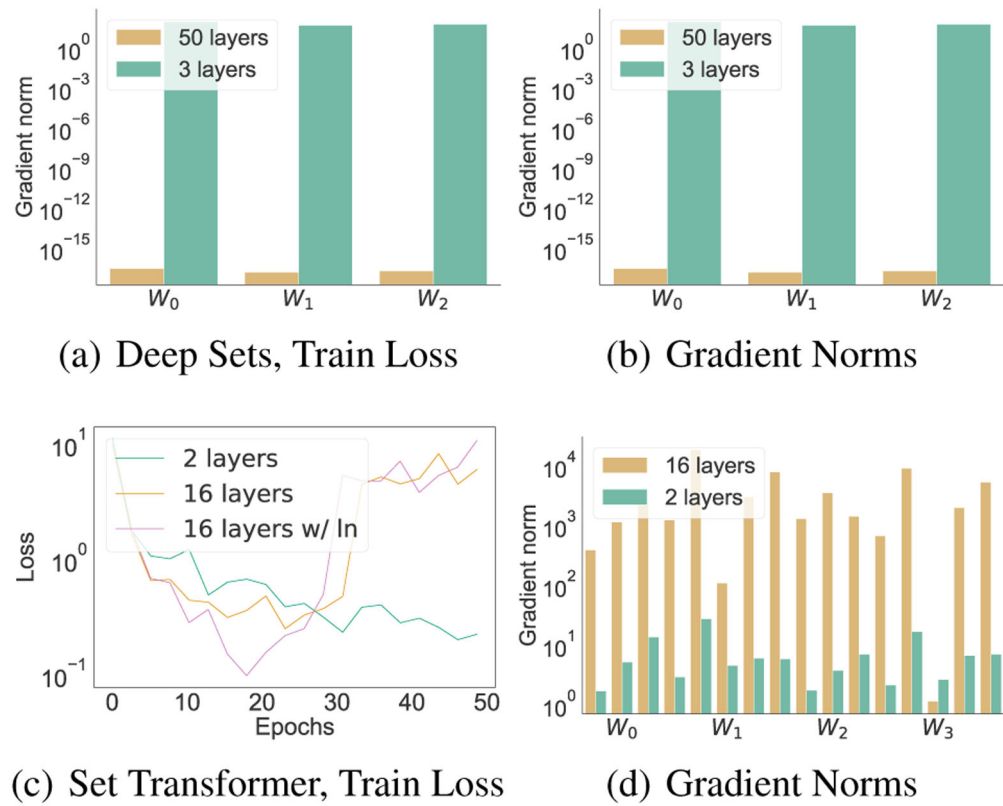 10^0
10^-3
10^-6
10^-9
10^-12
10^-15
Gradient norm
50 layers
3 layers
W_0 W_1 W_2
(a) Deep Sets, Train Loss
10^0
10^-3
10^-6
10^-9
10^-12
10^-15
Gradient norm
50 layers
3 layers
W_0 W_1 W_2
(b) Gradient Norms
10^1
10^0
10^-1
Loss
2 layers
16 layers
16 layers w/ ln
0 10 20 30 40 50
Epochs
(c) Set Transformer, Train Loss
10^4
10^3
10^2
10^1
10^0
Gradient norm
16 layers
2 layers
W_0 W_1 W_2 W_3
(d) Gradient Norms